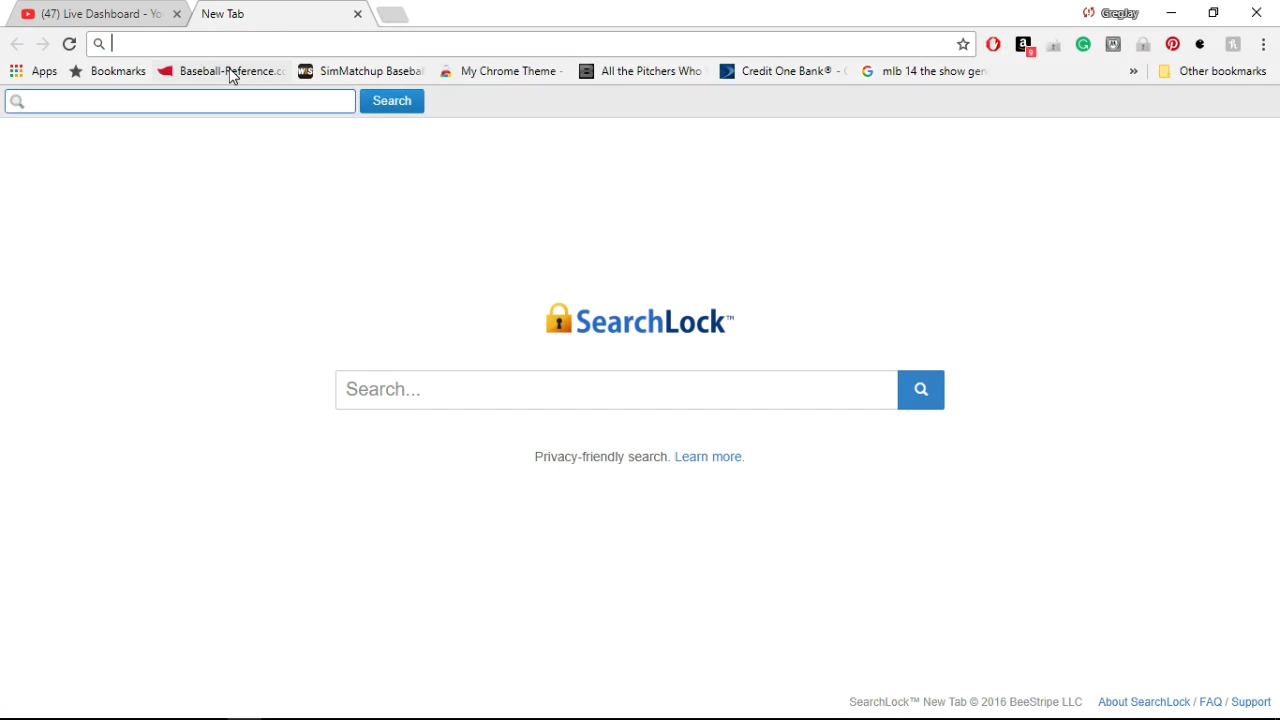 (47) Live Dashboard - Yo
New Tab
Greglay
Apps
Bookmarks
Baseball-Reference.co
SimMatchup Basebal
My Chrome Theme -
All the Pitchers Who
Credit One Bank® - (
mlb 14 the show gen
»
Other bookmarks
Search
SearchLock™
Search...
Privacy-friendly search. Learn more.
SearchLock™ New Tab © 2016 BeeStripe LLC About SearchLock / FAQ / Support